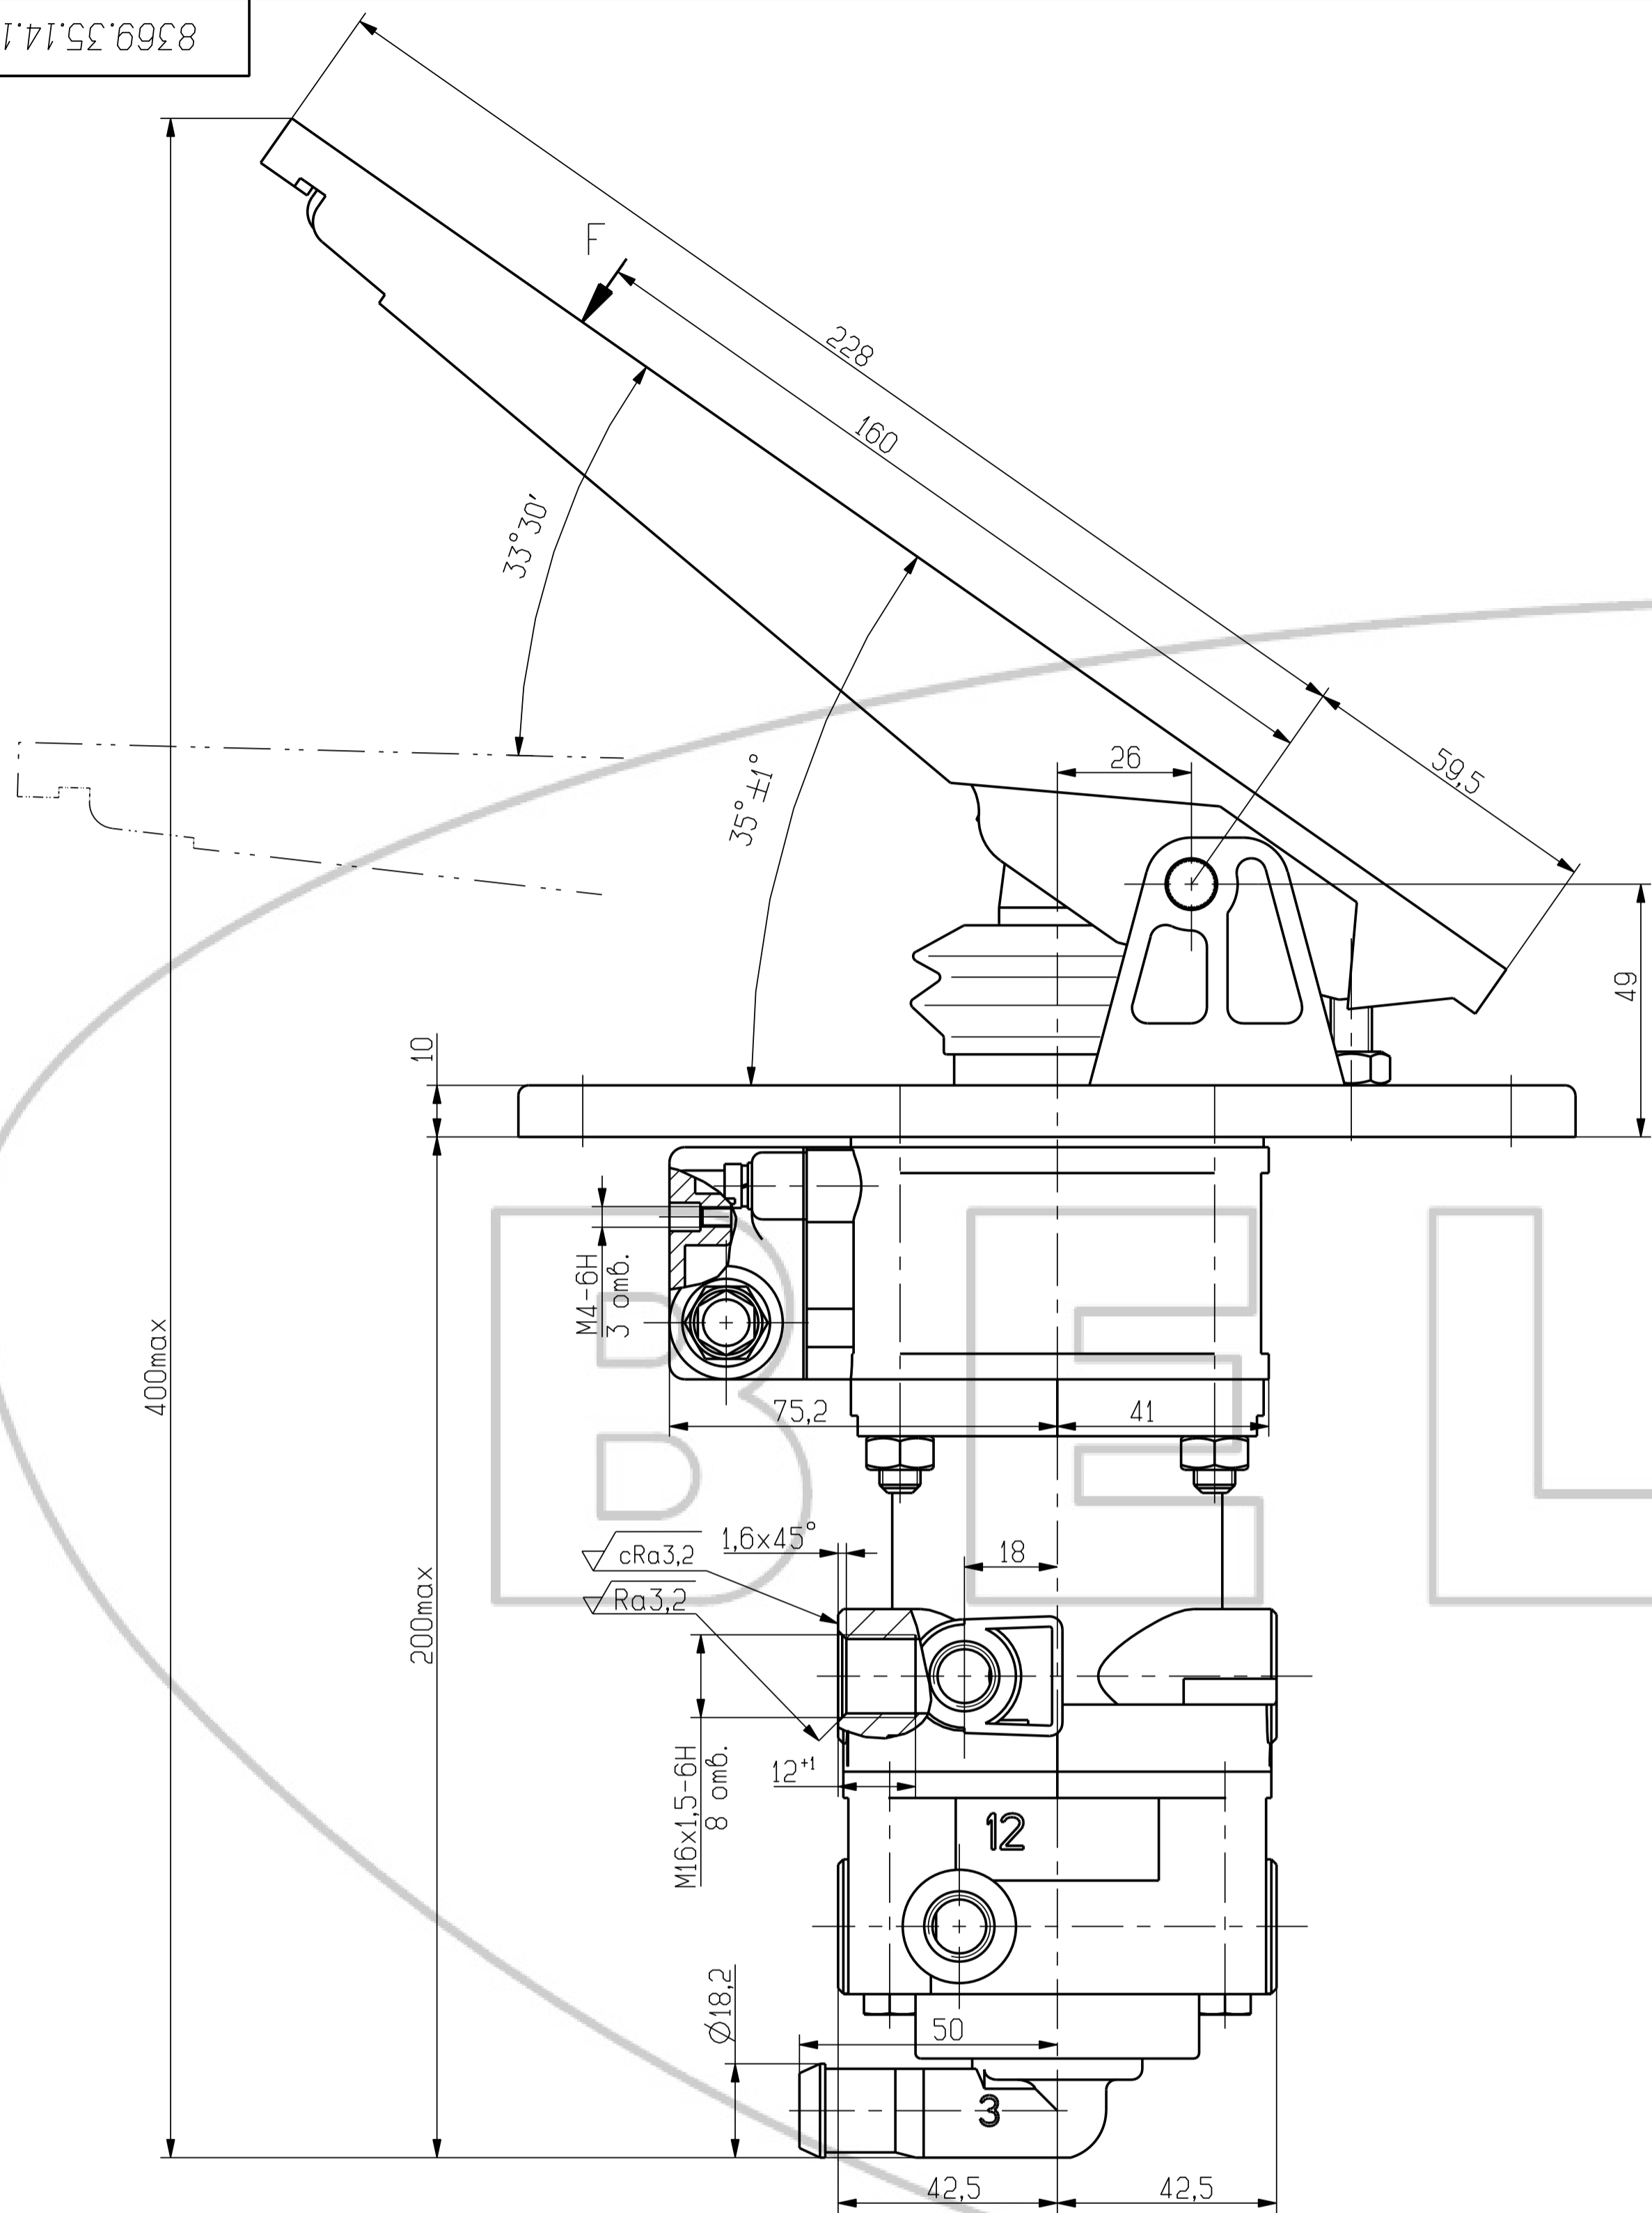 8369.35.14.1
F
228
160
33°30'
59,5
26
35°±1°
49
10
M4-6H
3 отв.
400max
75,2
41
1,6x45°
cRa3,2
18
Ra3,2
200max
M16x1,5-6H
8 отв.
12⁺¹
12
Ø18,2
50
3
42,5
42,5
BEL